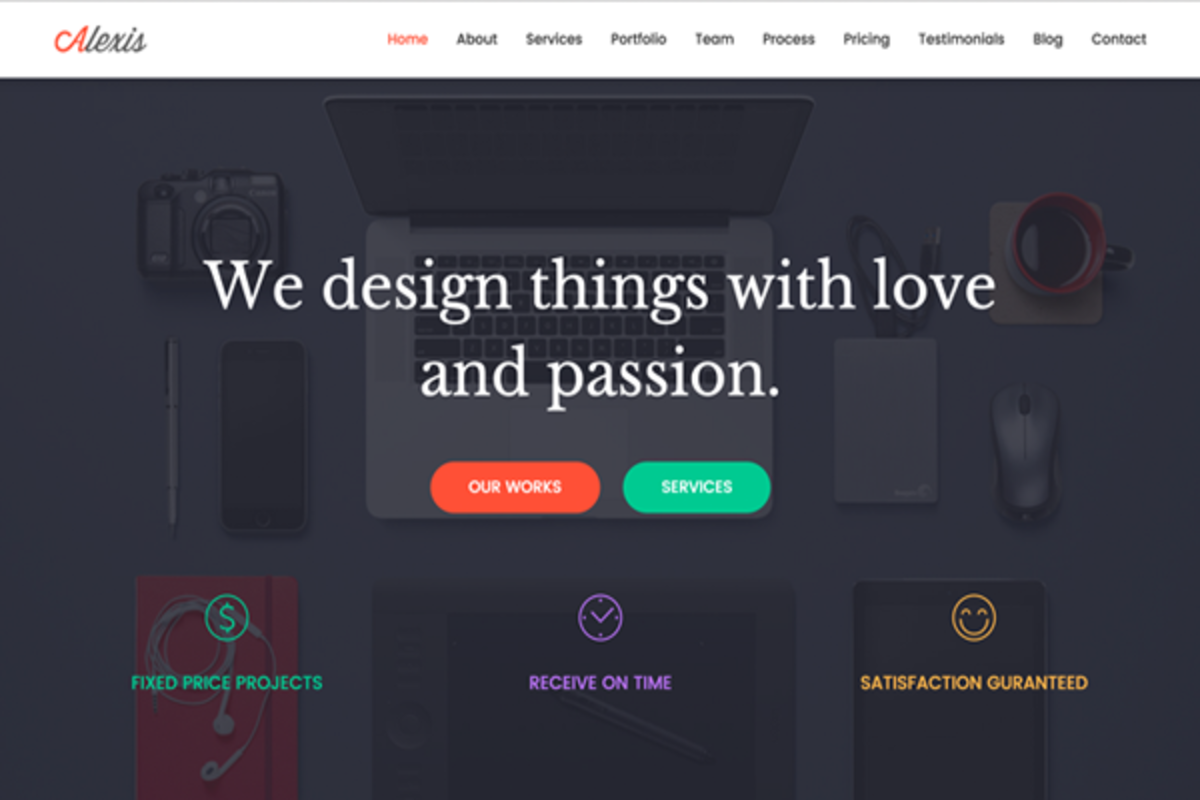 Alexis
Home About Services Portfolio Team Process Pricing Testimonials Blog Contact
We design things with love
and passion.
OUR WORKS SERVICES
FIXED PRICE PROJECTS RECEIVE ON TIME SATISFACTION GURANTEED